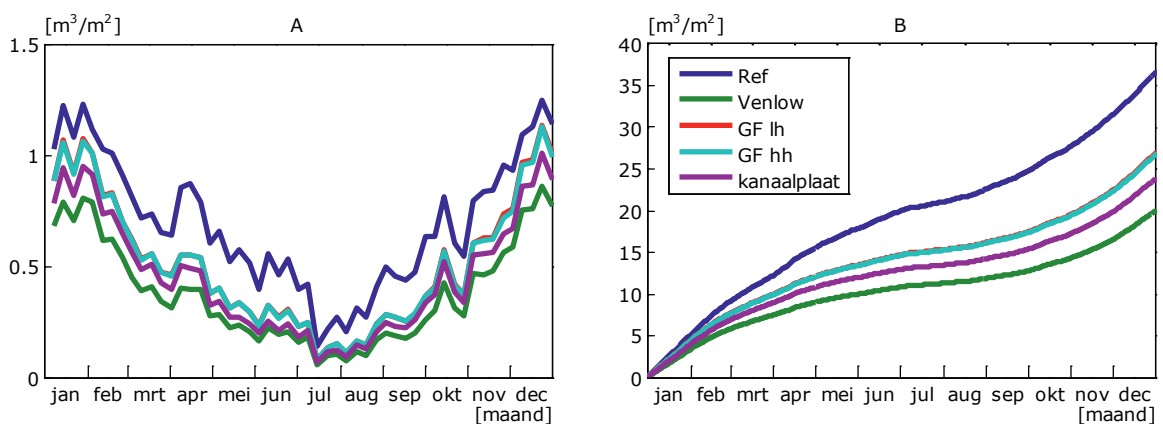 [m³/m²] A
1.5
1
0.5
0
jan feb mrt apr mei jun jul aug sep okt nov dec
[maand]
[m³/m²] B
40
35
30
25
20
15
10
5
0
Ref
Venlow
GF lh
GF hh
kanaalplaat
jan feb mrt apr mei jun jul aug sep okt nov dec
[maand]